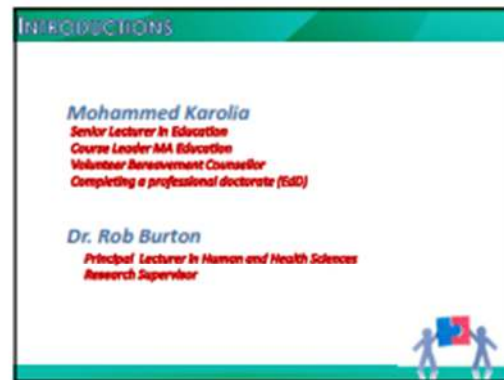 INTRODUCTIONS
Mohammed Karolia
Senior Lecturer in Education
Course Leader MA Education
Volunteer Bereavement Counsellor
Completing a professional doctorate (EdD)
Dr. Rob Burton
Principal Lecturer in Human and Health Sciences
Research Supervisor